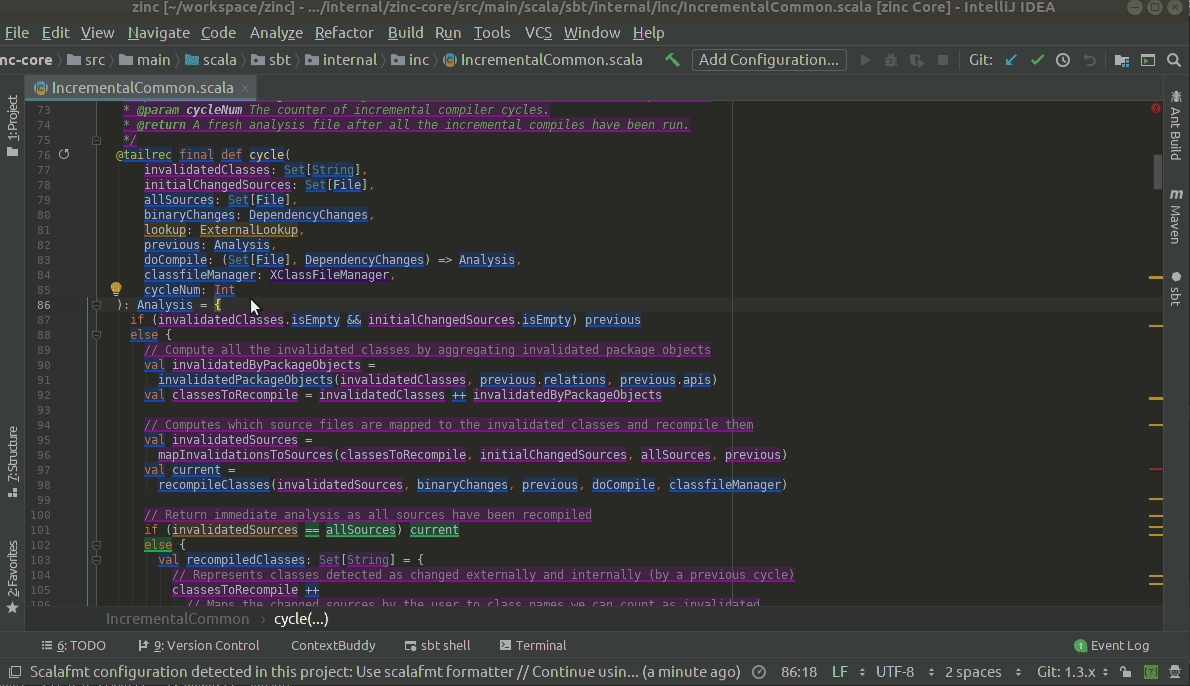 zinc [~/workspace/zinc] - .../internal/zinc-core/src/main/scala/sbt/internal/inc/IncrementalCommon.scala [zinc Core] - IntelliJ IDEA
File Edit View Navigate Code Analyze Refactor Build Run Tools VCS Window Help
nc-core src main scala sbt internal inc IncrementalCommon.scala Add Configuration... Git:
IncrementalCommon.scala
1: Project
7: Structure
2: Favorites
Ant Build
Maven
sbt
73 * @param cycleNum The counter of incremental compiler cycles.
74 * @return A fresh analysis file after all the incremental compiles have been run.
75 */
76 @tailrec final def cycle(
77 invalidatedClasses: Set[String],
78 initialChangedSources: Set[File],
79 allSources: Set[File],
80 binaryChanges: DependencyChanges,
81 lookup: ExternalLookup,
82 previous: Analysis,
83 doCompile: (Set[File], DependencyChanges) => Analysis,
84 classfileManager: XClassFileManager,
85 cycleNum: Int
86 ): Analysis = {
87 if (invalidatedClasses.isEmpty && initialChangedSources.isEmpty) previous
88 else {
89 // Compute all the invalidated classes by aggregating invalidated package objects
90 val invalidatedByPackageObjects =
91 invalidatedPackageObjects(invalidatedClasses, previous.relations, previous.apis)
92 val classesToRecompile = invalidatedClasses ++ invalidatedByPackageObjects
93
94 // Computes which source files are mapped to the invalidated classes and recompile them
95 val invalidatedSources =
96 mapInvalidationsToSources(classesToRecompile, initialChangedSources, allSources, previous)
97 val current =
98 recompileClasses(invalidatedSources, binaryChanges, previous, doCompile, classfileManager)
99
100 // Return immediate analysis as all sources have been recompiled
101 if (invalidatedSources == allSources) current
102 else {
103 val recompiledClasses: Set[String] = {
104 // Represents classes detected as changed externally and internally (by a previous cycle)
105 classesToRecompile ++
106 // Maps the changed sources by the user to class names we can count as invalidated
IncrementalCommon › cycle(...)
6: TODO 9: Version Control ContextBuddy sbt shell Terminal 1 Event Log
Scalafmt configuration detected in this project: Use scalafmt formatter // Continue usin... (a minute ago) 86:18 LF UTF-8 2 spaces Git: 1.3.x